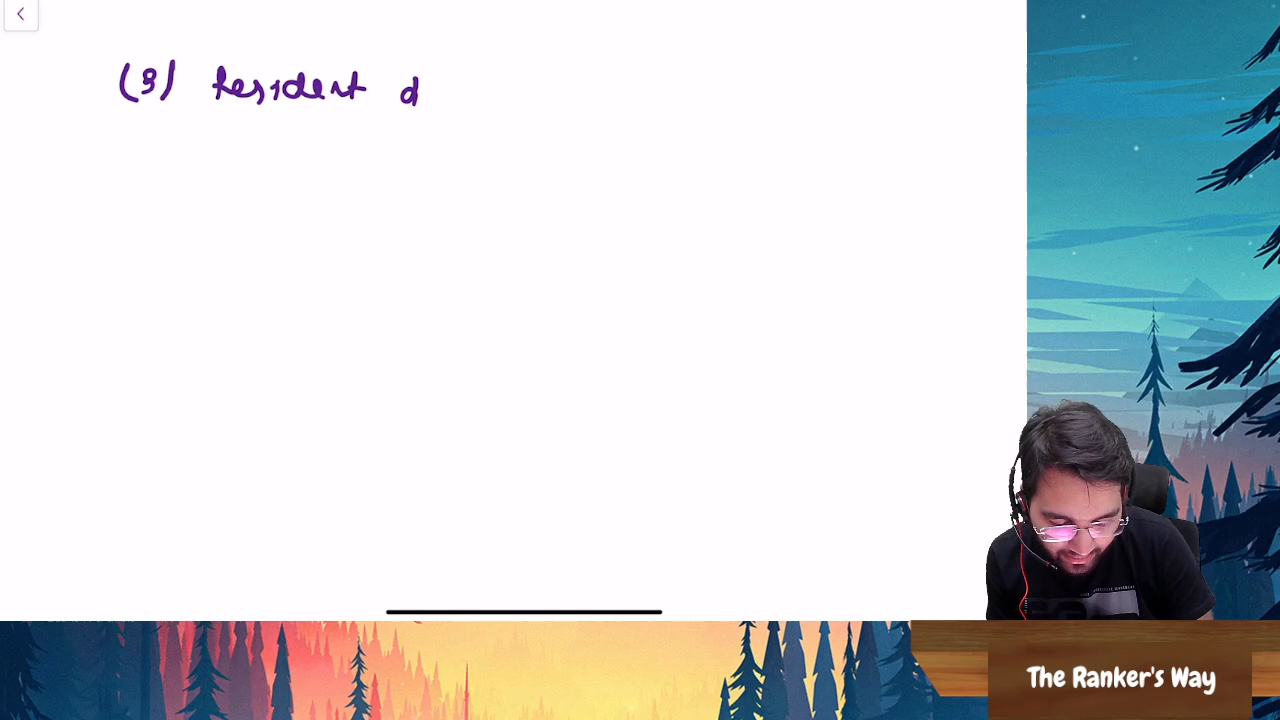 (3) Resident d
The Ranker's Way